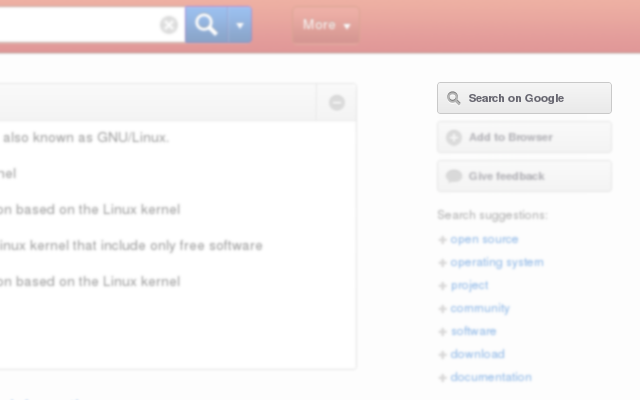 More
Search on Google
also known as GNU/Linux.
Add to Browser
Give feedback
on based on the Linux kernel
Search suggestions:
open source
inux kernel that include only free software
operating system
on based on the Linux kernel
project
community
software
download
documentation